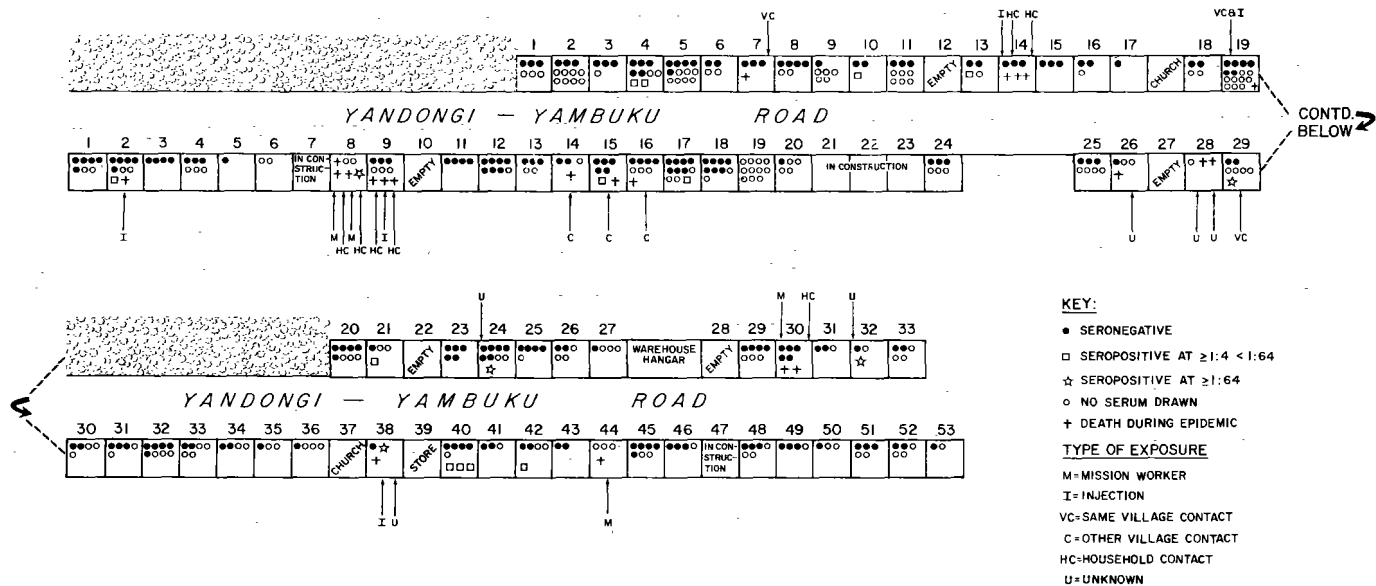 VC I HC HC VC&I
1 2 3 4 5 6 7 8 9 10 11 12 13 14 15 16 17 18 19
EMPTY CHURCH
YANDONGI — YAMBUKU ROAD
CONTD. BELOW
1 2 3 4 5 6 7 8 9 10 11 12 13 14 15 16 17 18 19 20 21 22 23 24 25 26 27 28 29
IN CON-
STRUC-
TION
EMPTY IN CONSTRUCTION EMPTY
I M M I C C C U U U VC
HC HC HC HC
U M HC U
20 21 22 23 24 25 26 27 28 29 30 31 32 33
EMPTY WAREHOUSE HANGAR EMPTY
YANDONGI — YAMBUKU ROAD
30 31 32 33 34 35 36 37 38 39 40 41 42 43 44 45 46 47 48 49 50 51 52 53
CHURCH STORE IN CON-
STRUC-
TION
I U M
KEY:
SERONEGATIVE
SEROPOSITIVE AT ≥1:4 < 1:64
SEROPOSITIVE AT ≥1:64
NO SERUM DRAWN
DEATH DURING EPIDEMIC
TYPE OF EXPOSURE
M=MISSION WORKER
I=INJECTION
VC=SAME VILLAGE CONTACT
C=OTHER VILLAGE CONTACT
HC=HOUSEHOLD CONTACT
U=UNKNOWN